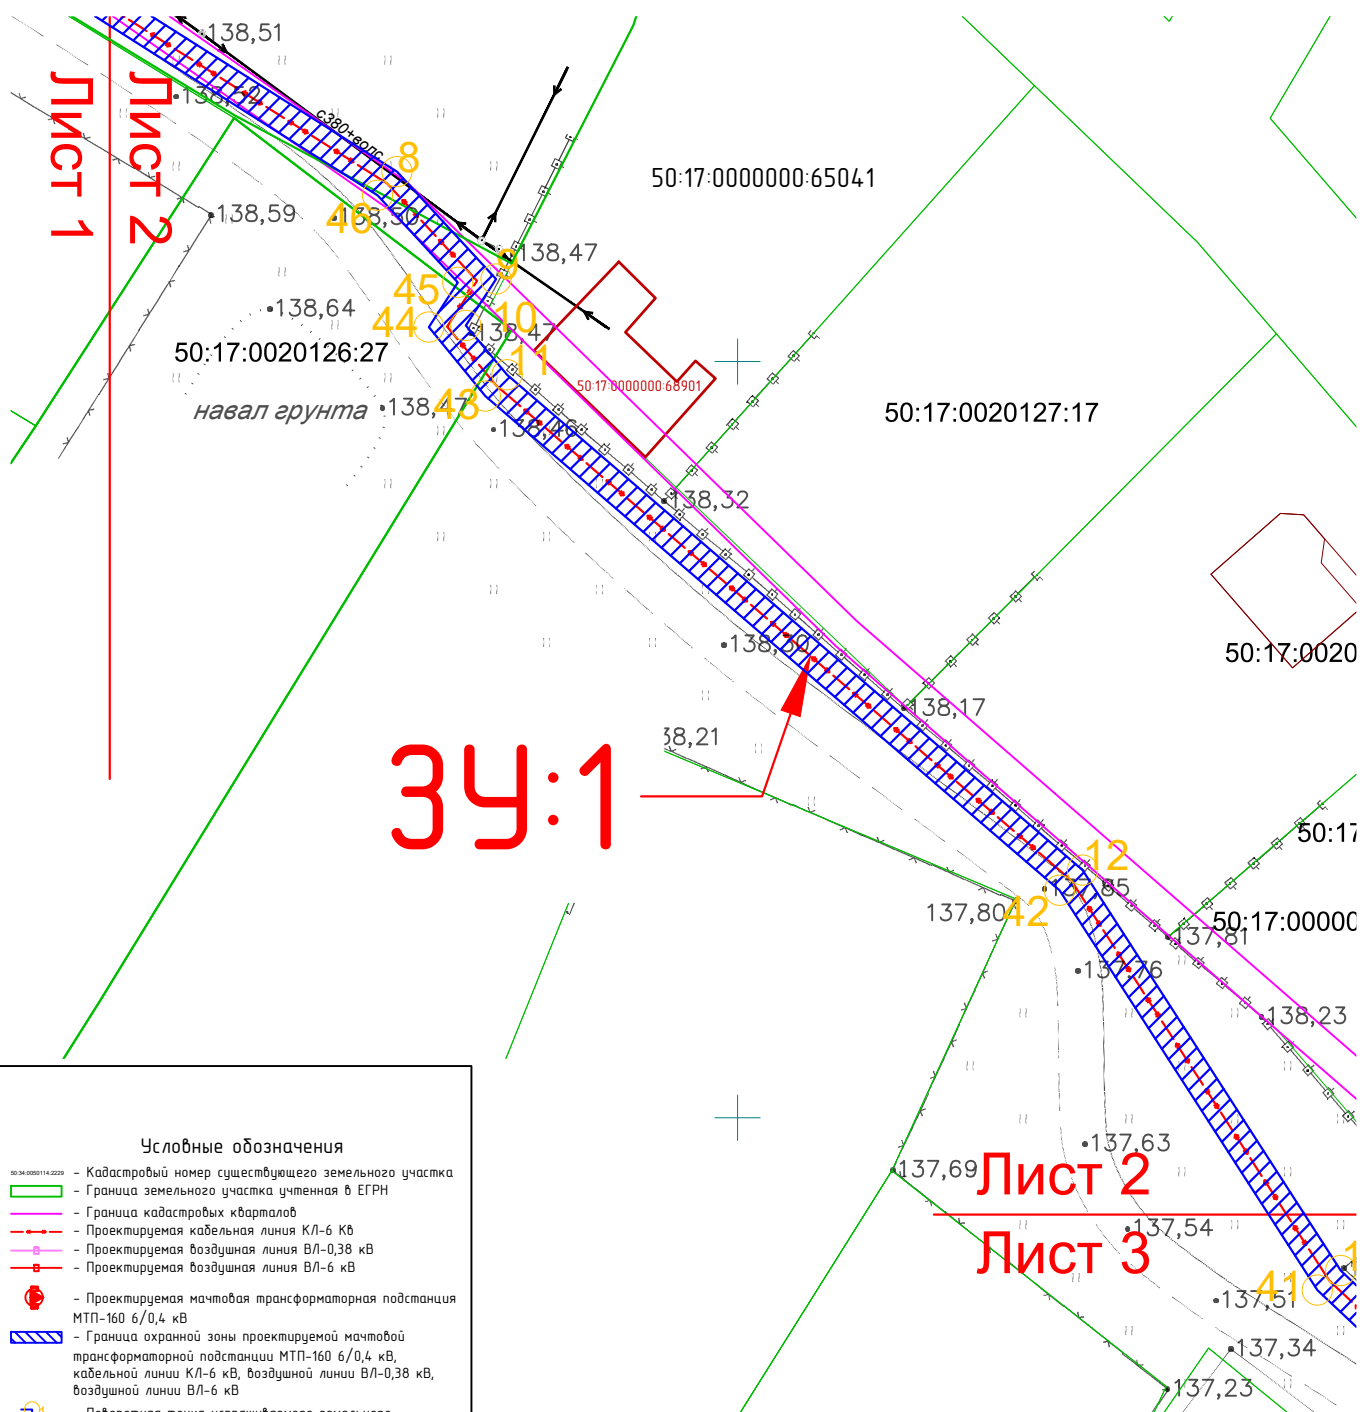 138,51
138,52
с380+волс
8
138,59
46
138,50
50:17:0000000:65041
Лист 1
Лист 2
138,47
9
45
138,64
44
10
138,47
50:17:0020126:27
11
50:17:0000000:68901
навал грунта
138,47
43
138,46
50:17:0020127:17
138,32
138,30
50:17:0020
138,17
38,21
ЗУ:1
50:17
12
137,85
137,80
42
50:17:00000
137,81
137,76
138,23
137,63
137,69
Лист 2
137,54
Лист 3
1
41
137,51
137,34
137,23
Условные обозначения
50:34:0050114:2229 - Кадастровый номер существующего земельного участка
- Граница земельного участка учтенная в ЕГРН
- Граница кадастровых кварталов
- Проектируемая кабельная линия КЛ-6 Кв
- Проектируемая воздушная линия ВЛ-0,38 кВ
- Проектируемая воздушная линия ВЛ-6 кВ
- Проектируемая мачтовая трансформаторная подстанция
МТП-160 6/0,4 кВ
- Граница охранной зоны проектируемой мачтовой
трансформаторной подстанции МТП-160 6/0,4 кВ,
кабельной линии КЛ-6 кВ, воздушной линии ВЛ-0,38 кВ,
воздушной линии ВЛ-6 кВ